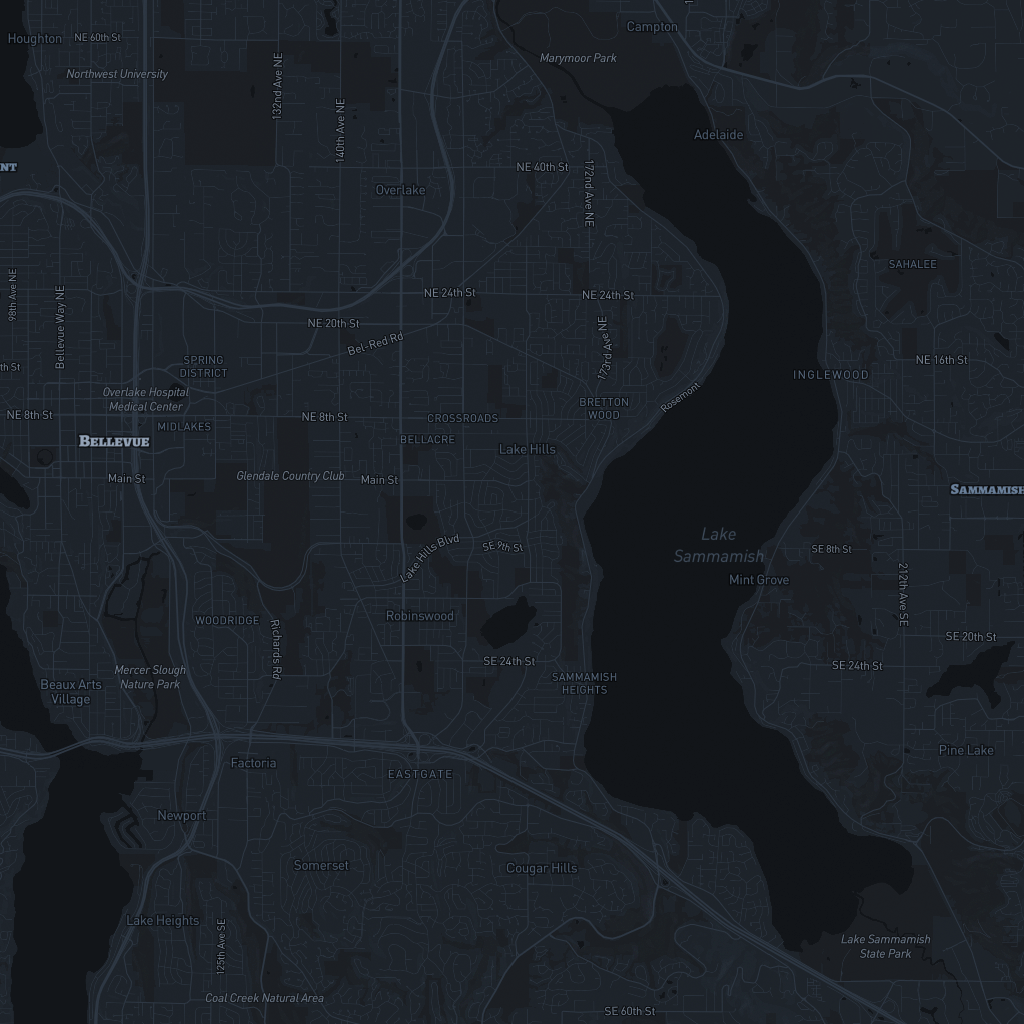 Campton
Houghton
NE 60th St
Marymoor Park
Northwest University
132nd Ave NE
140th Ave NE
Adelaide
NT
NE 40th St
172nd Ave NE
Overlake
SAHALEE
98th Ave NE
Bellevue Way NE
NE 24th St
NE 24th St
NE 20th St
Bel-Red Rd
173rd Ave NE
SPRING
DISTRICT
NE 16th St
th St
INGLEWOOD
Overlake Hospital
Medical Center
Rosemont
BRETTON
WOOD
NE 8th St
NE 8th St
CROSSROADS
MIDLAKES
BELLACRE
BELLEVUE
Lake Hills
Main St
Glendale Country Club
Main St
SAMMAMISH
Lake
Sammamish
Lake Hills Blvd
SE 9th St
SE 8th St
Mint Grove
212th Ave SE
WOODRIDGE
Robinswood
Richards Rd
SE 20th St
SE 24th St
SE 24th St
Mercer Slough
Nature Park
SAMMAMISH
HEIGHTS
Beaux Arts
Village
Pine Lake
Factoria
EASTGATE
Newport
Somerset
Cougar Hills
Lake Heights
125th Ave SE
Lake Sammamish
State Park
Coal Creek Natural Area
SE 60th St